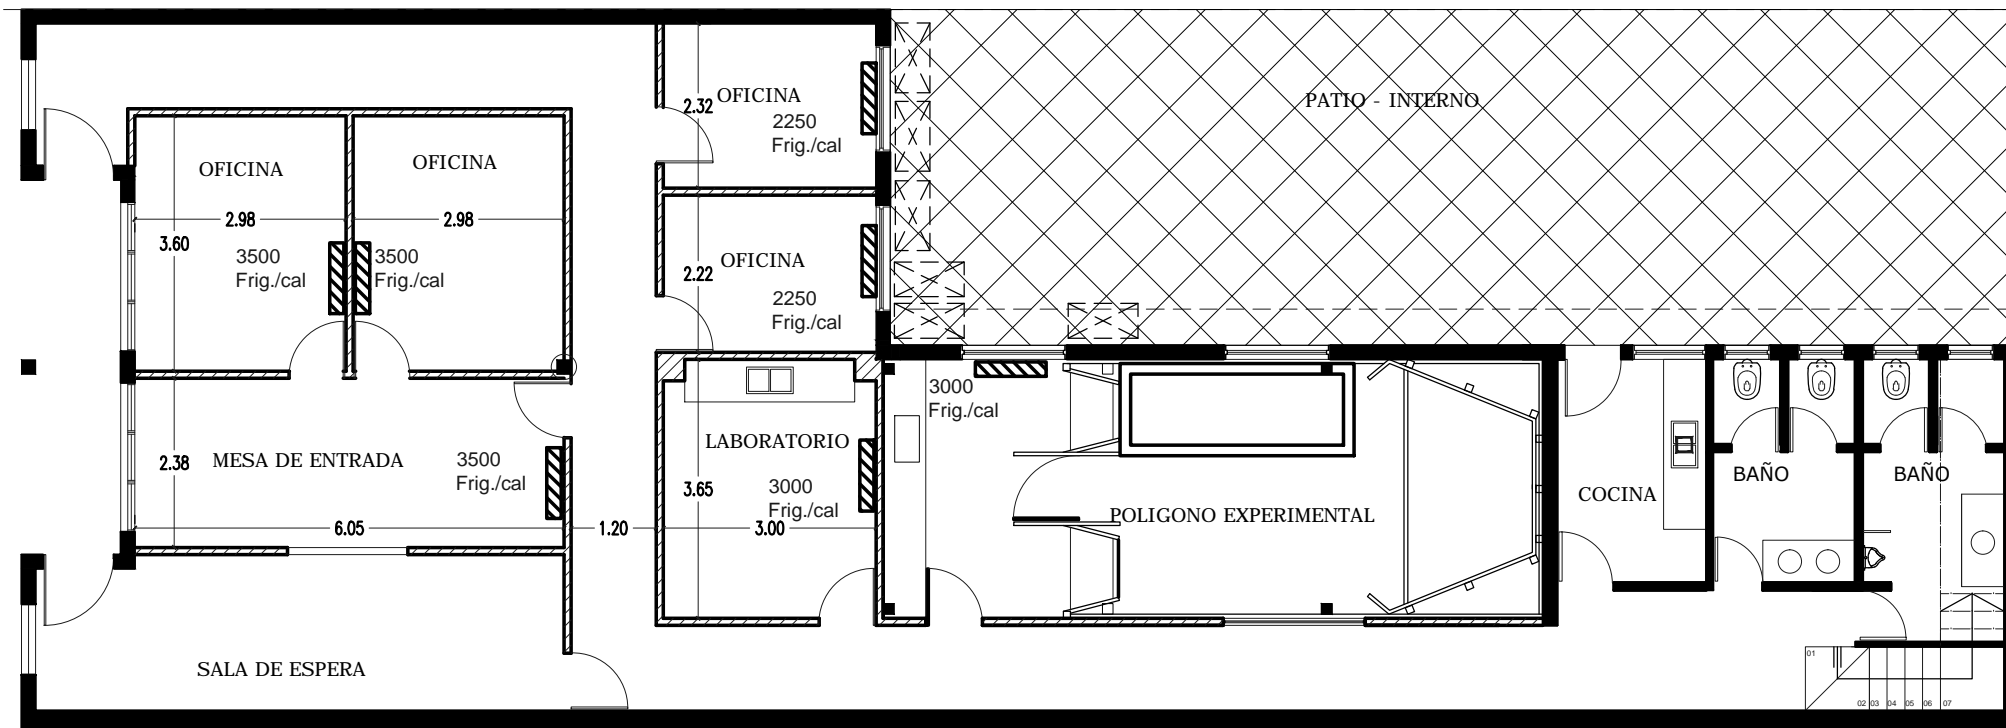 OFICINA
2.98
3.60
3500
Frig./cal
OFICINA
2.98
3500
Frig./cal
2.32
OFICINA
2250
Frig./cal
2.22
OFICINA
2250
Frig./cal
PATIO - INTERNO
2.38
MESA DE ENTRADA
3500
Frig./cal
6.05
1.20
LABORATORIO
3.65
3000
Frig./cal
3.00
3000
Frig./cal
POLIGONO EXPERIMENTAL
COCINA
BAÑO
BAÑO
SALA DE ESPERA
01
02 03 04 05 06 07